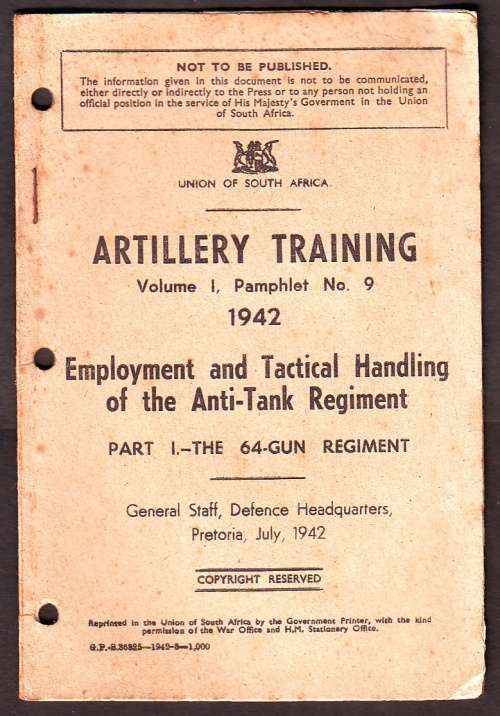 NOT TO BE PUBLISHED.
The information given in this document is not to be communicated,
either directly or indirectly to the Press or to any person not holding an
official position in the service of His Majesty's Goverment in the Union
of South Africa.
UNION OF SOUTH AFRICA.
ARTILLERY TRAINING
Volume I, Pamphlet No. 9
1942
Employment and Tactical Handling
of the Anti-Tank Regiment
PART I.—THE 64-GUN REGIMENT
General Staff, Defence Headquarters,
Pretoria, July, 1942
COPYRIGHT RESERVED
Reprinted in the Union of South Africa by the Government Printer, with the kind
permission of the War Office and H.M. Stationery Office.
G.P.-S.36825—1942-3—1,000